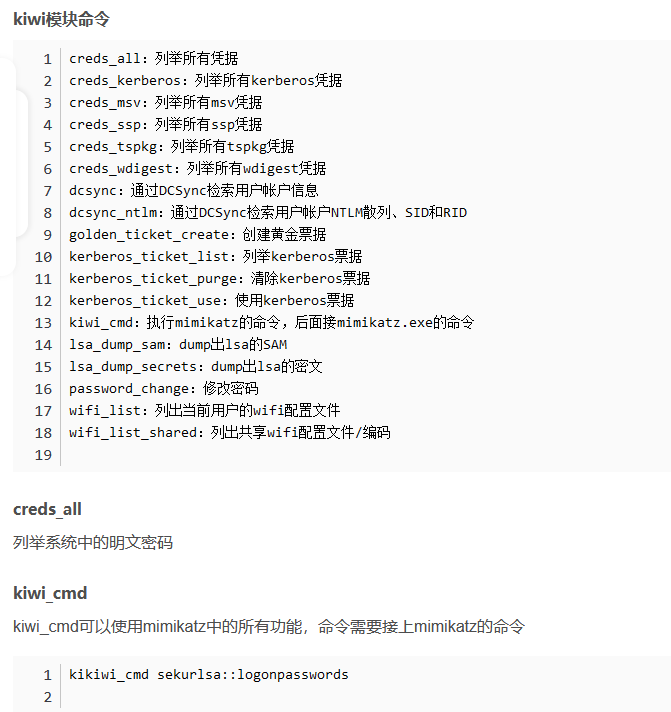 kiwi模块命令
1 creds_all：列举所有凭据
2 creds_kerberos：列举所有kerberos凭据
3 creds_msv：列举所有msv凭据
4 creds_ssp：列举所有ssp凭据
5 creds_tspkg：列举所有tspkg凭据
6 creds_wdigest：列举所有wdigest凭据
7 dcsync：通过DCSync检索用户帐户信息
8 dcsync_ntlm：通过DCSync检索用户帐户NTLM散列、SID和RID
9 golden_ticket_create：创建黄金票据
10 kerberos_ticket_list：列举kerberos票据
11 kerberos_ticket_purge：清除kerberos票据
12 kerberos_ticket_use：使用kerberos票据
13 kiwi_cmd：执行mimikatz的命令，后面接mimikatz.exe的命令
14 lsa_dump_sam：dump出lsa的SAM
15 lsa_dump_secrets：dump出lsa的密文
16 password_change：修改密码
17 wifi_list：列出当前用户的wifi配置文件
18 wifi_list_shared：列出共享wifi配置文件/编码
19
creds_all
列举系统中的明文密码
kiwi_cmd
kiwi_cmd可以使用mimikatz中的所有功能，命令需要接上mimikatz的命令
1 kikiwi_cmd sekurlsa::logonpasswords
2